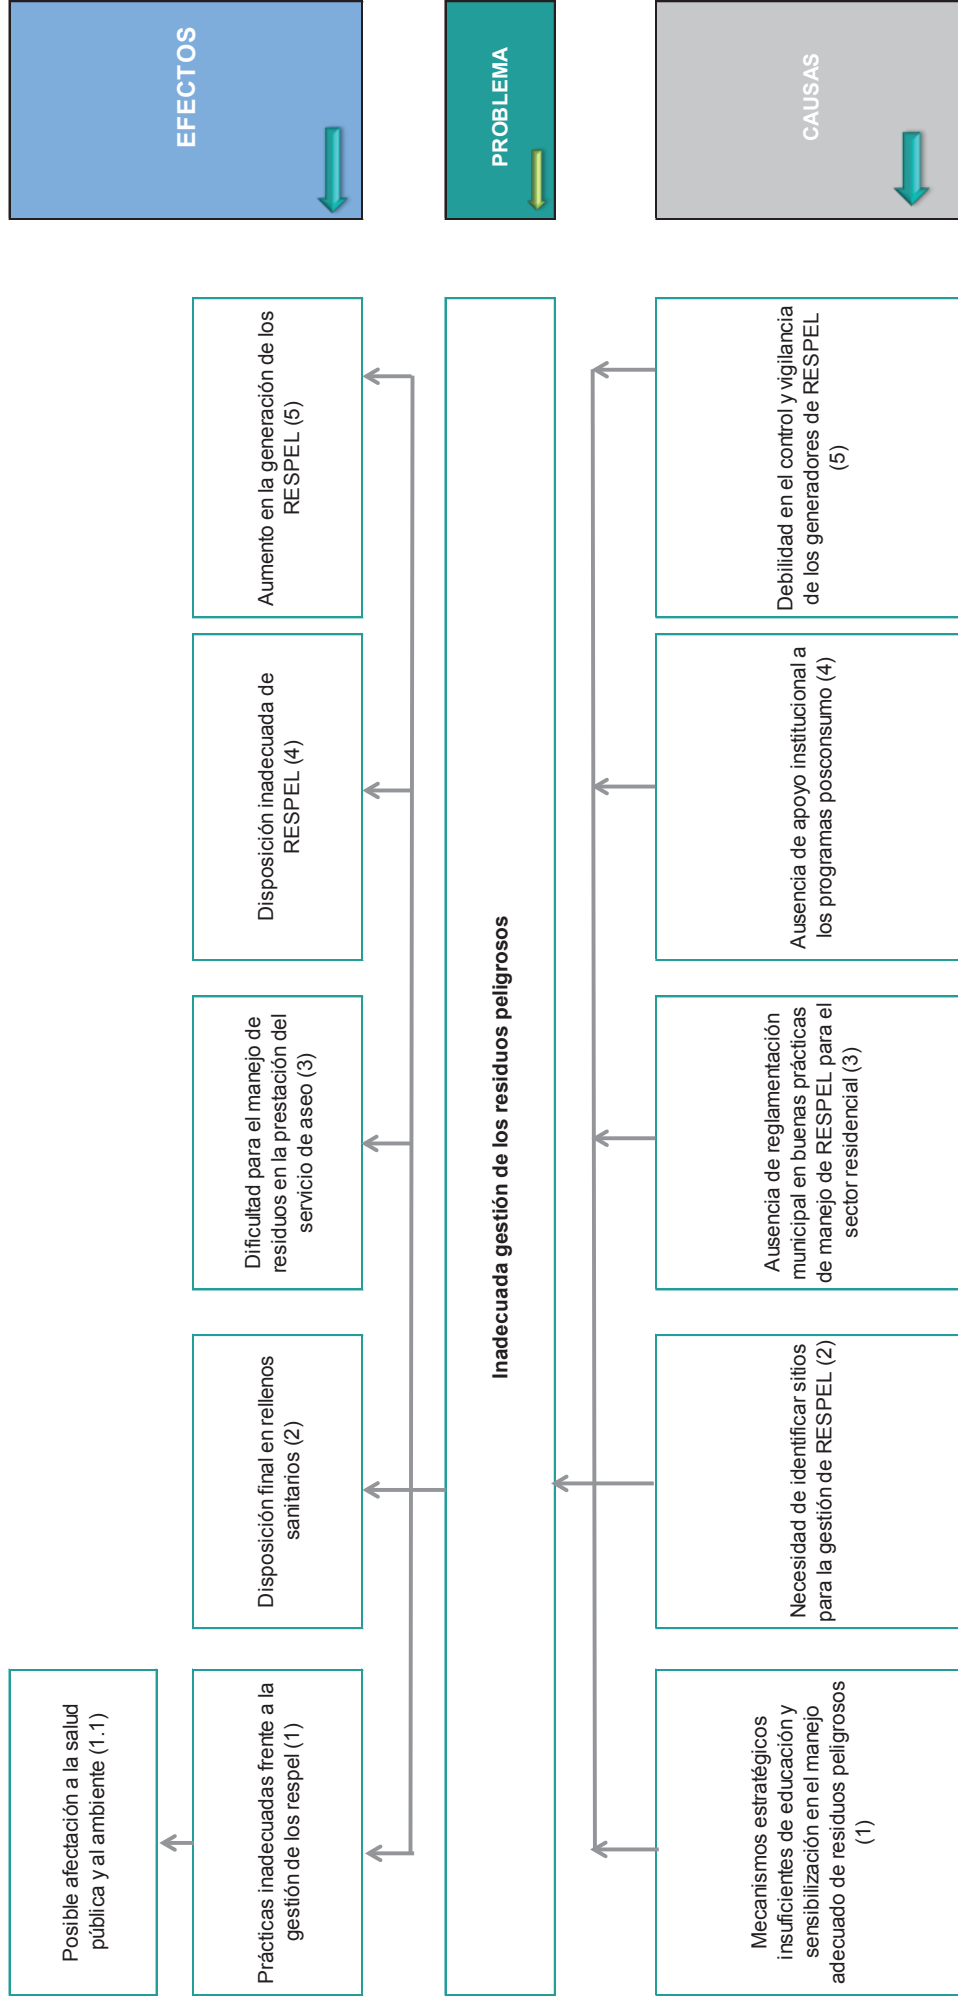 Posible afectación a la salud
pública y al ambiente (1.1)
Prácticas inadecuadas frente a la
gestión de los respel (1)
Disposición final en rellenos
sanitarios (2)
Dificultad para el manejo de
residuos en la prestación del
servicio de aseo (3)
Disposición inadecuada de
RESPEL (4)
Aumento en la generación de los
RESPEL (5)
EFECTOS
Inadecuada gestión de los residuos peligrosos
PROBLEMA
Mecanismos estratégicos
insuficientes de educación y
sensibilización en el manejo
adecuado de residuos peligrosos
(1)
Necesidad de identificar sitios
para la gestión de RESPEL (2)
Ausencia de reglamentación
municipal en buenas prácticas
de manejo de RESPEL para el
sector residencial (3)
Ausencia de apoyo institucional a
los programas posconsumo (4)
Debilidad en el control y vigilancia
de los generadores de RESPEL
(5)
CAUSAS